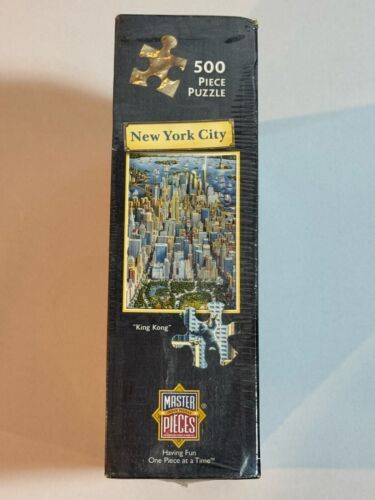 500
PIECE
PUZZLE
New York City
"King Kong"
MASTER
PIECES®
Having Fun
One Piece at a Time™